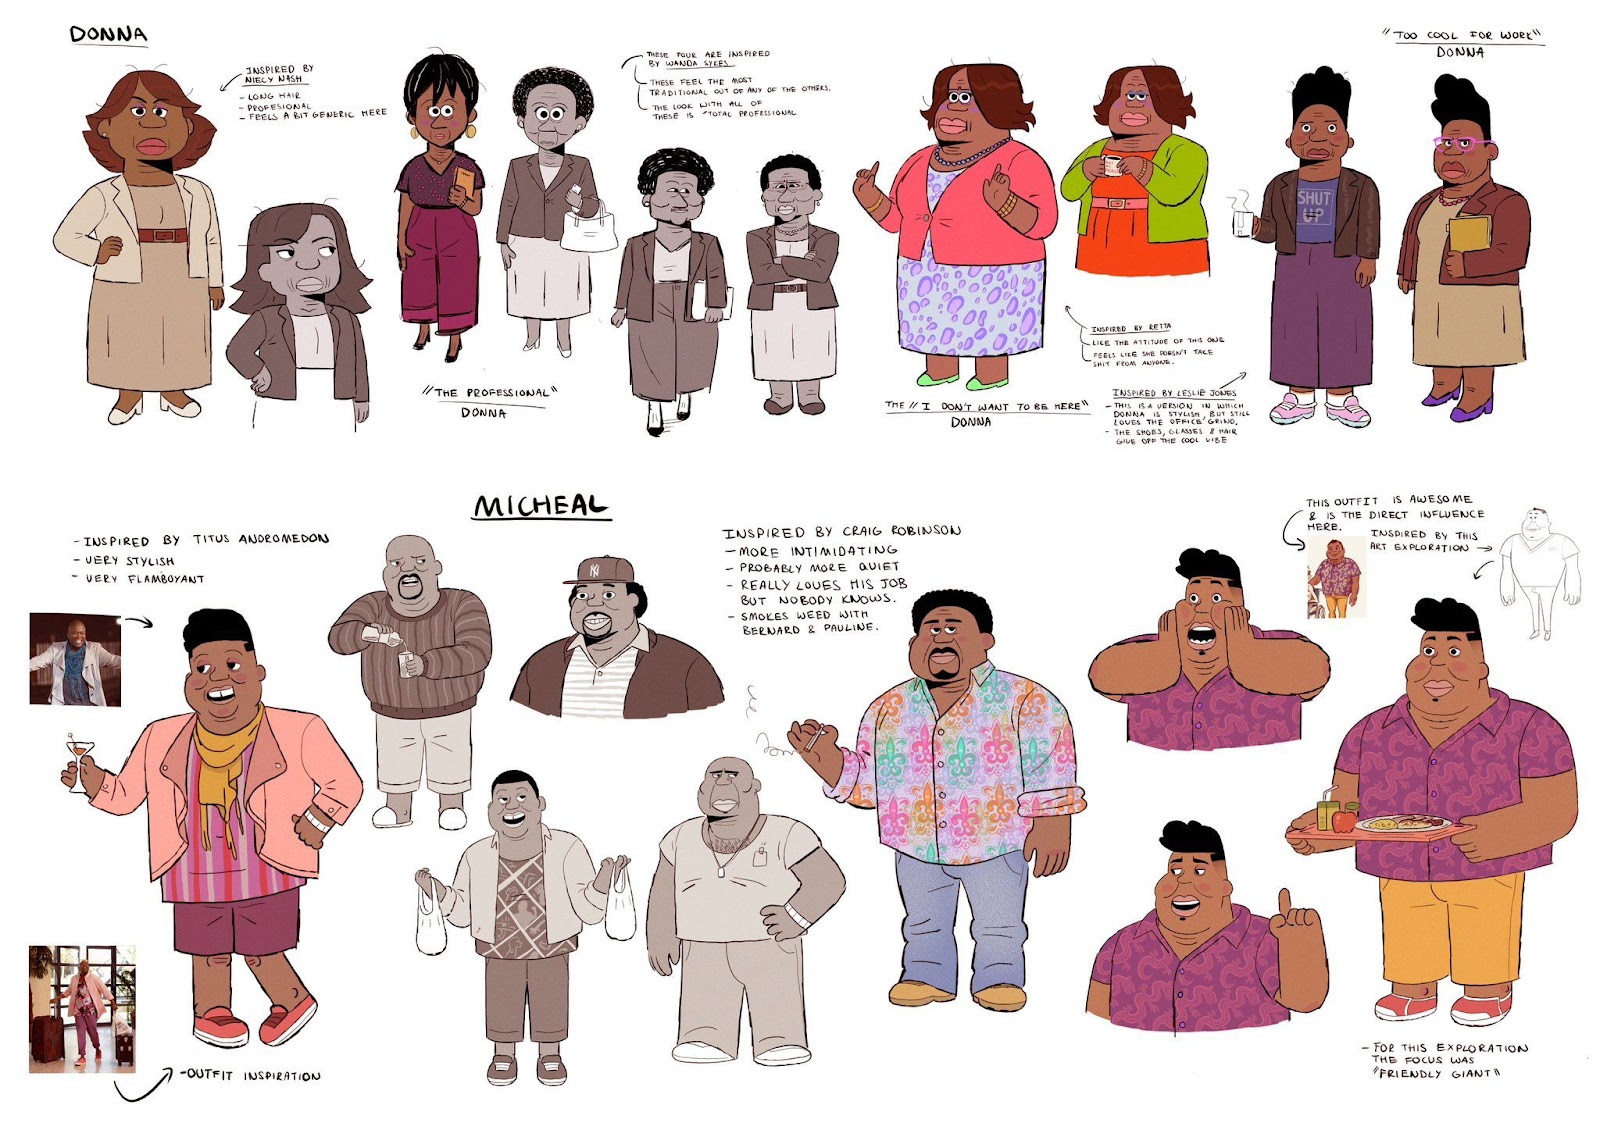 DONNA
INSPIRED BY
NIECY NASH
- LONG HAIR
- PROFESIONAL
- FEELS A BIT GENERIC HERE
THESE FOUR ARE INSPIRED
BY WANDA SYKES
THESE FEEL THE MOST
TRADITIONAL OUT OF ANY OF THE OTHERS.
THE LOOK WITH ALL OF
THESE IS "TOTAL PROFESSIONAL
"THE PROFESSIONAL"
DONNA
INSPIRED BY RETTA
LIKE THE ATTITUDE OF THIS ONE
FEELS LIKE SHE DOESN'T TAKE
SHIT FROM ANYONE.
THE "I DON'T WANT TO BE HERE"
DONNA
"TOO COOL FOR WORK"
DONNA
SHUT
UP
INSPIRED BY LESLIE JONES
- THIS IS A VERSION IN WHICH
DONNA IS STYLISH, BUT STILL
LOVES THE OFFICE GRIND.
- THE SHOES, GLASSES & HAIR
GIVE OFF THE COOL VIBE
MICHEAL
- INSPIRED BY TITUS ANDROMEDON
- VERY STYLISH
- VERY FLAMBOYANT
- OUTFIT INSPIRATION
NY
INSPIRED BY CRAIG ROBINSON
- MORE INTIMIDATING
- PROBABLY MORE QUIET
- REALLY LOVES HIS JOB
BUT NOBODY KNOWS.
- SMOKES WEED WITH
BERNARD & PAULINE.
THIS OUTFIT IS AWESOME
& IS THE DIRECT INFLUENCE
HERE.
INSPIRED BY THIS
ART EXPLORATION
- FOR THIS EXPLORATION
THE FOCUS WAS
"FRIENDLY GIANT"